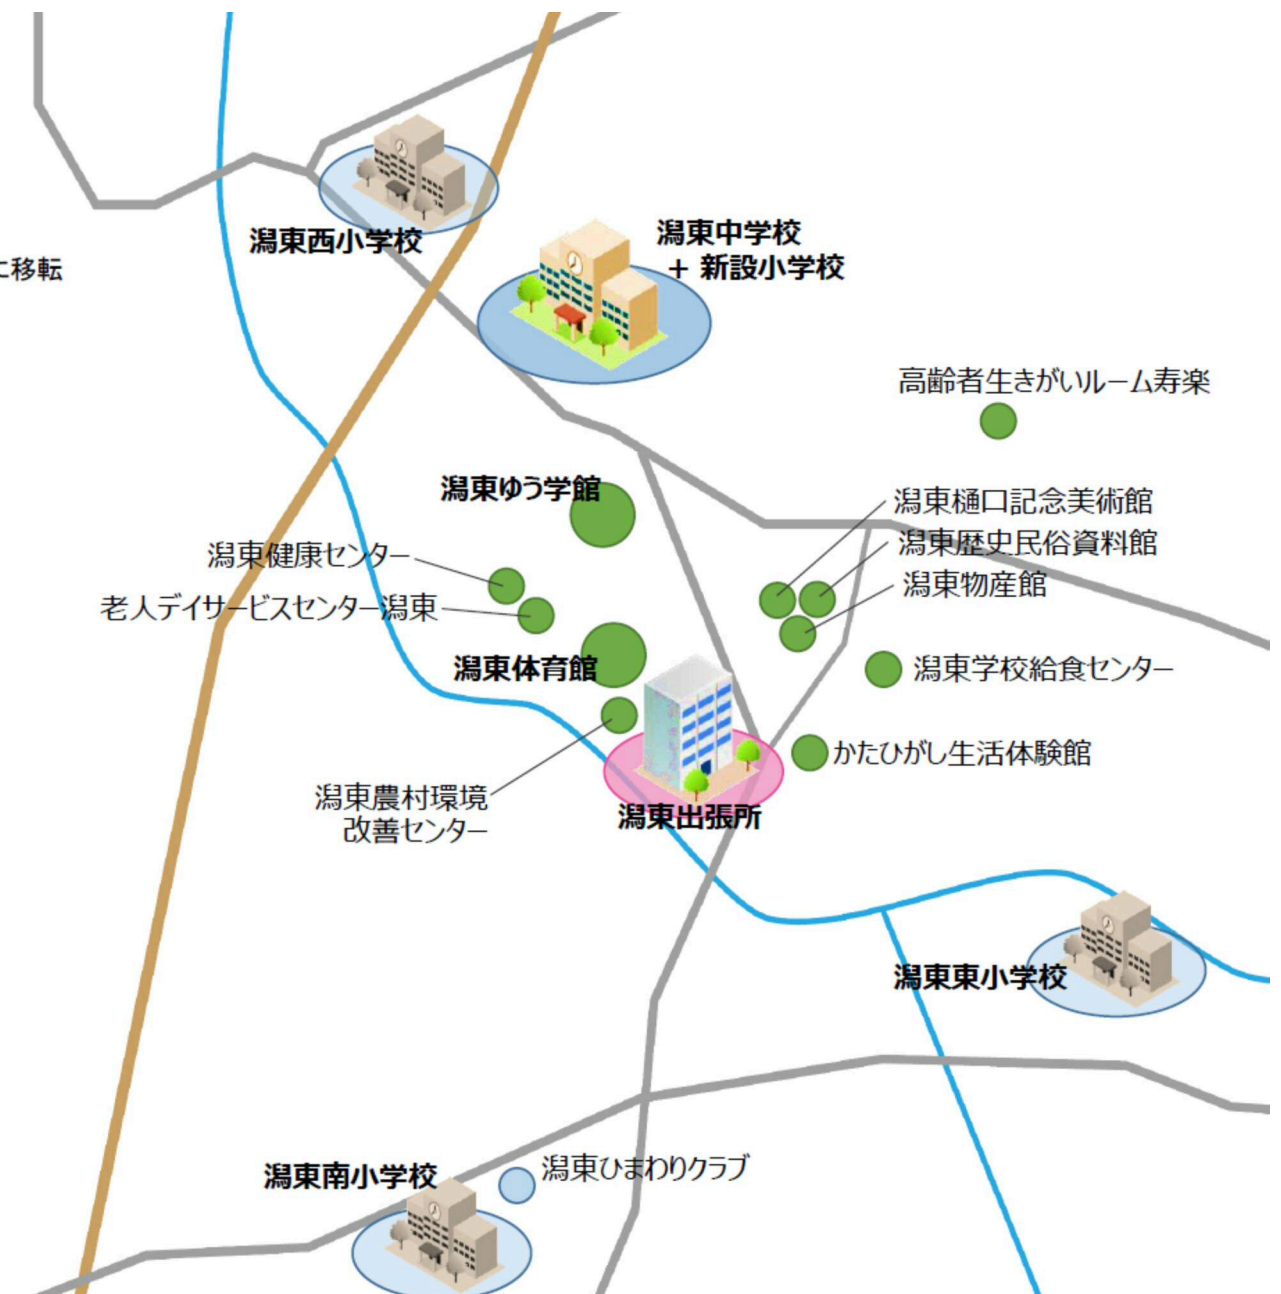 潟東西小学校
潟東中学校
+ 新設小学校
に移転
高齢者生きがいルーム寿楽
潟東ゆう学館
潟東樋口記念美術館
潟東健康センター
潟東歴史民俗資料館
潟東物産館
老人デイサービスセンター潟東
潟東体育館
潟東学校給食センター
かたひがし生活体験館
潟東農村環境
改善センター
潟東出張所
潟東東小学校
潟東南小学校
潟東ひまわりクラブ